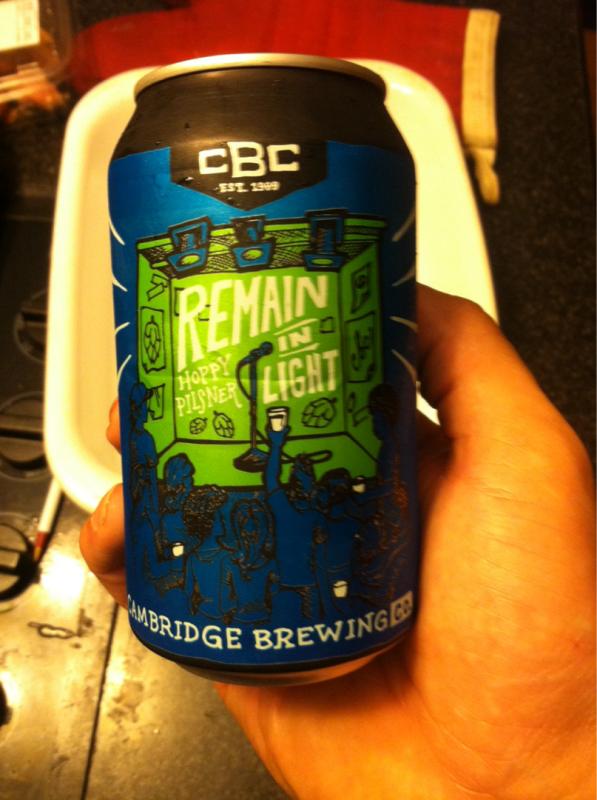 CBC
EST. 1989
REMAIN
IN
LIGHT
HOPPY
PILSNER
CAMBRIDGE BREWING CO.